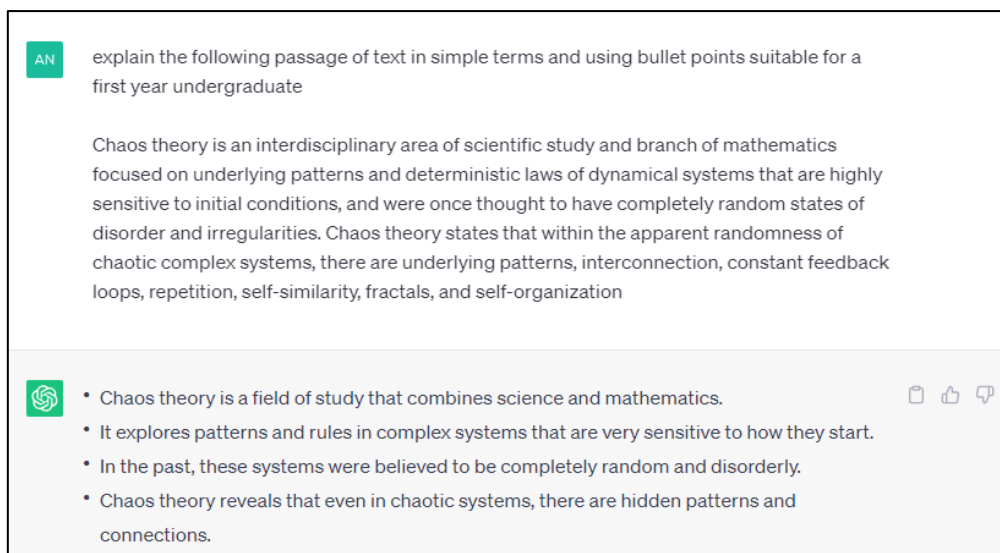 AN
explain the following passage of text in simple terms and using bullet points suitable for a
first year undergraduate
Chaos theory is an interdisciplinary area of scientific study and branch of mathematics
focused on underlying patterns and deterministic laws of dynamical systems that are highly
sensitive to initial conditions, and were once thought to have completely random states of
disorder and irregularities. Chaos theory states that within the apparent randomness of
chaotic complex systems, there are underlying patterns, interconnection, constant feedback
loops, repetition, self-similarity, fractals, and self-organization
• Chaos theory is a field of study that combines science and mathematics.
• It explores patterns and rules in complex systems that are very sensitive to how they start.
• In the past, these systems were believed to be completely random and disorderly.
• Chaos theory reveals that even in chaotic systems, there are hidden patterns and
connections.